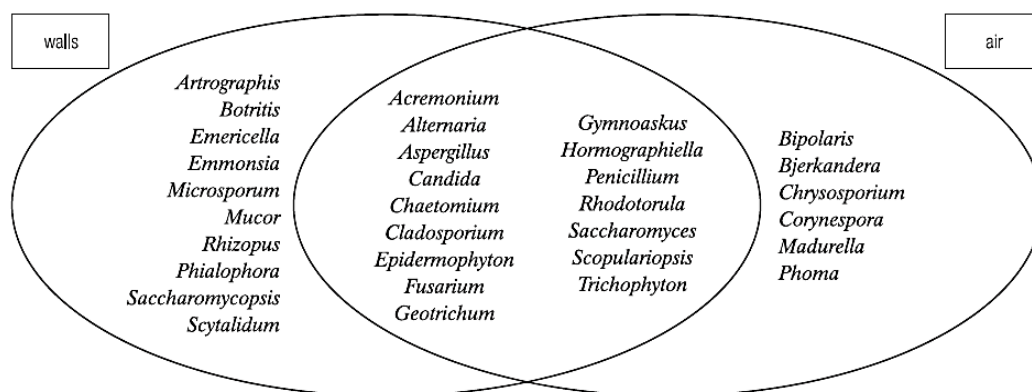 walls
air
Artrographis
Botritis
Emericella
Emmonsia
Microsporum
Mucor
Rhizopus
Phialophora
Saccharomycopsis
Scytalidum
Acremonium
Alternaria
Aspergillus
Candida
Chaetomium
Cladosporium
Epidermophyton
Fusarium
Geotrichum
Gymnoaskus
Hormographiella
Penicillium
Rhodotorula
Saccharomyces
Scopulariopsis
Trichophyton
Bipolaris
Bjerkandera
Chrysosporium
Corynespora
Madurella
Phoma